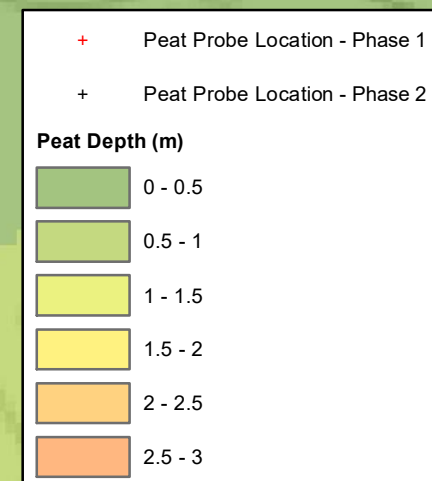 + Peat Probe Location - Phase 1
+ Peat Probe Location - Phase 2
Peat Depth (m)
0 - 0.5
0.5 - 1
1 - 1.5
1.5 - 2
2 - 2.5
2.5 - 3